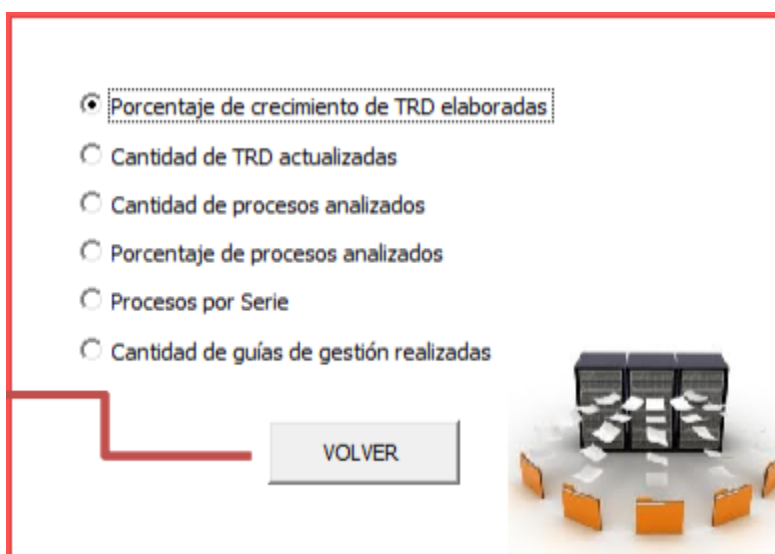 Porcentaje de crecimiento de TRD elaboradas
Cantidad de TRD actualizadas
Cantidad de procesos analizados
Porcentaje de procesos analizados
Procesos por Serie
Cantidad de guías de gestión realizadas
VOLVER